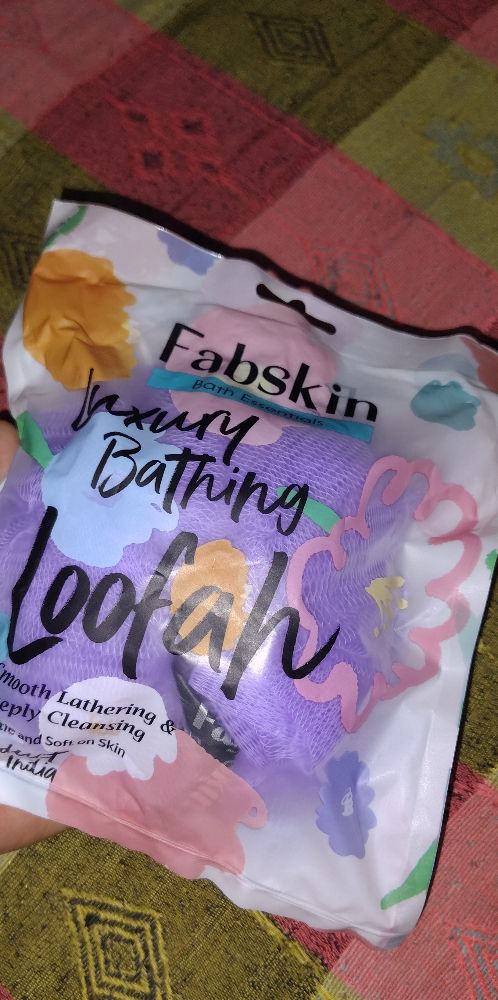 Fabskin
Bath Essentials
Luxury
Bathing
Loofah
Smooth Lathering &
Deeply Cleansing
and Soft on Skin
India